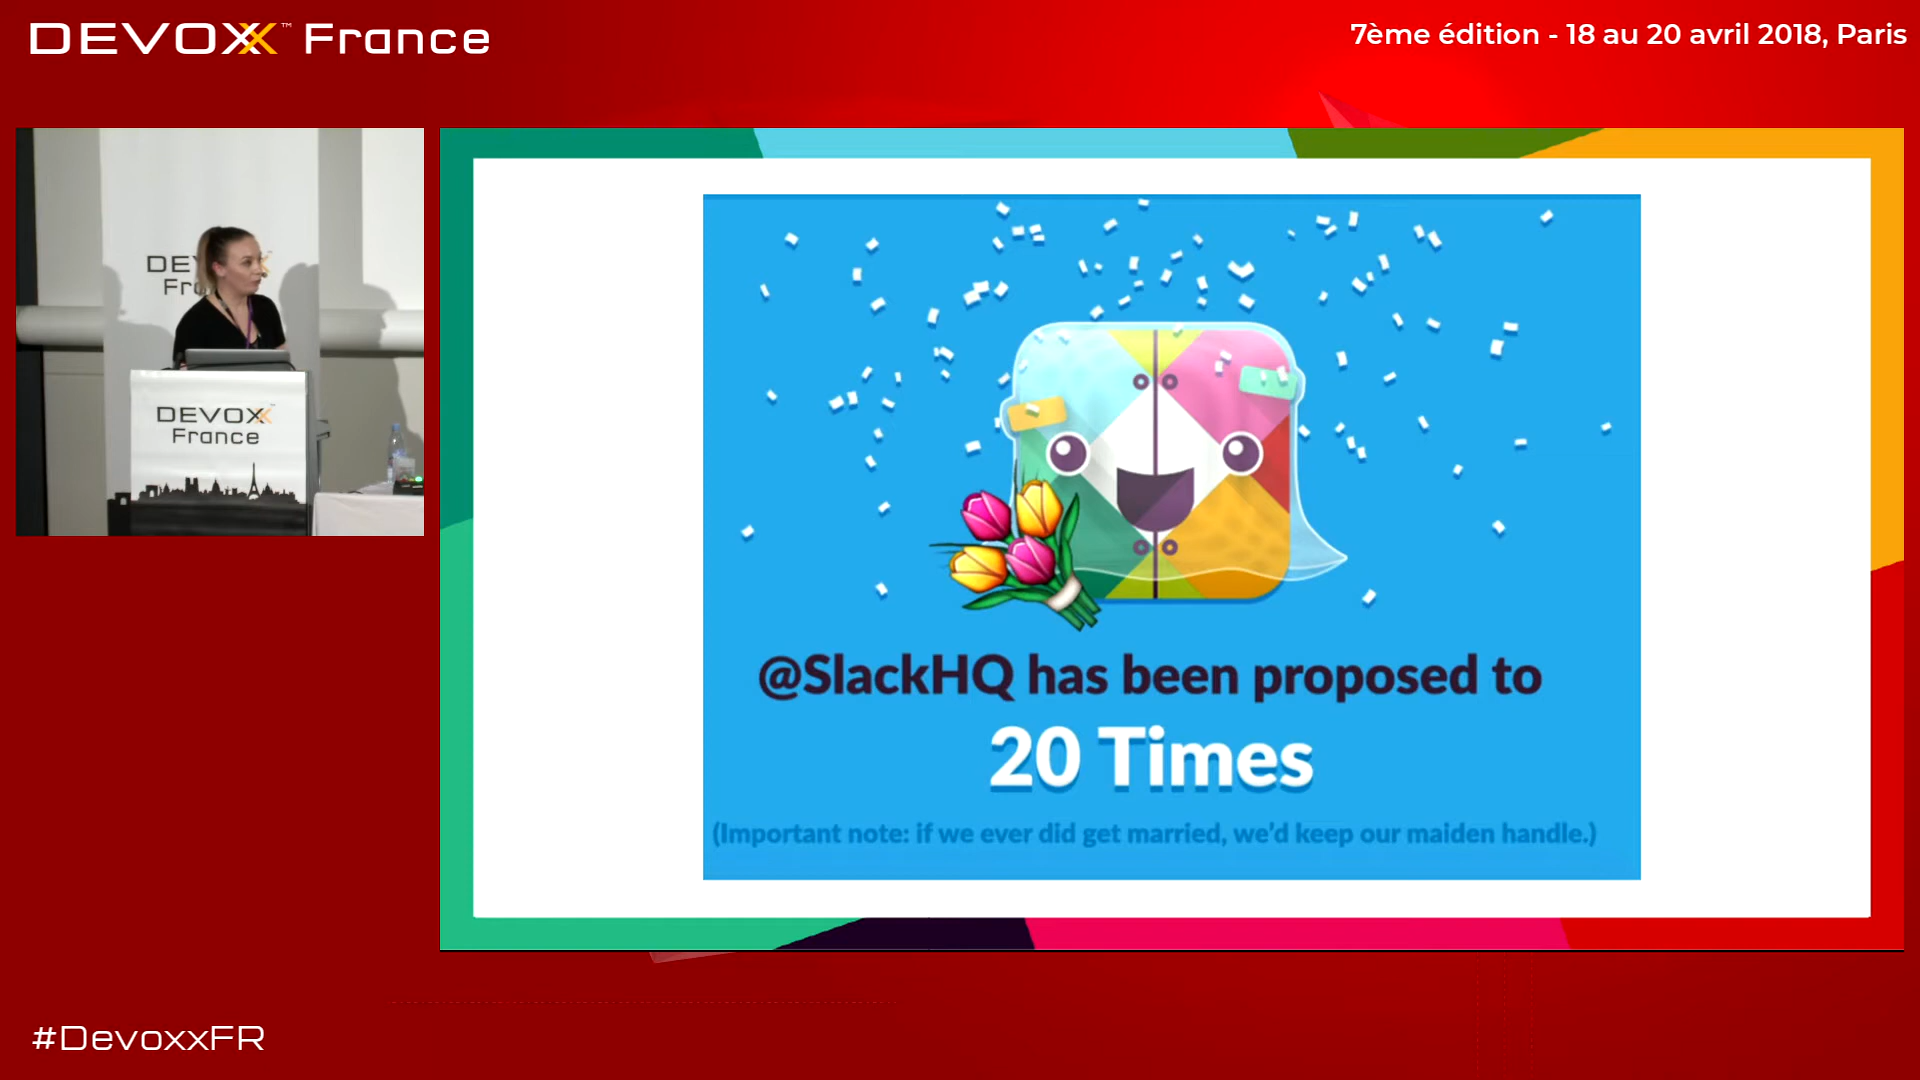 DEVOXX™ France
7ème édition - 18 au 20 avril 2018, Paris
DEVOXX
France
@SlackHQ has been proposed to
20 Times
(Important note: if we ever did get married, we'd keep our maiden handle.)
#DevoxxFR